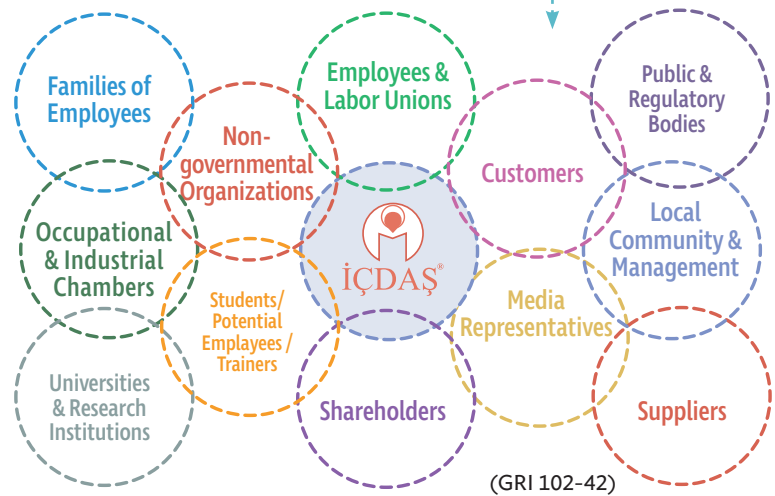 Families of
Employees
Non-
governmental
Organizations
Employees &
Labor Unions
Customers
Public &
Regulatory
Bodies
Occupational
& Industrial
Chambers
İÇDAŞ®
Local
Community &
Management
Students/
Potential
Employees /
Trainers
Media
Representatives
Universities
& Research
Institutions
Shareholders
Suppliers
(GRI 102-42)